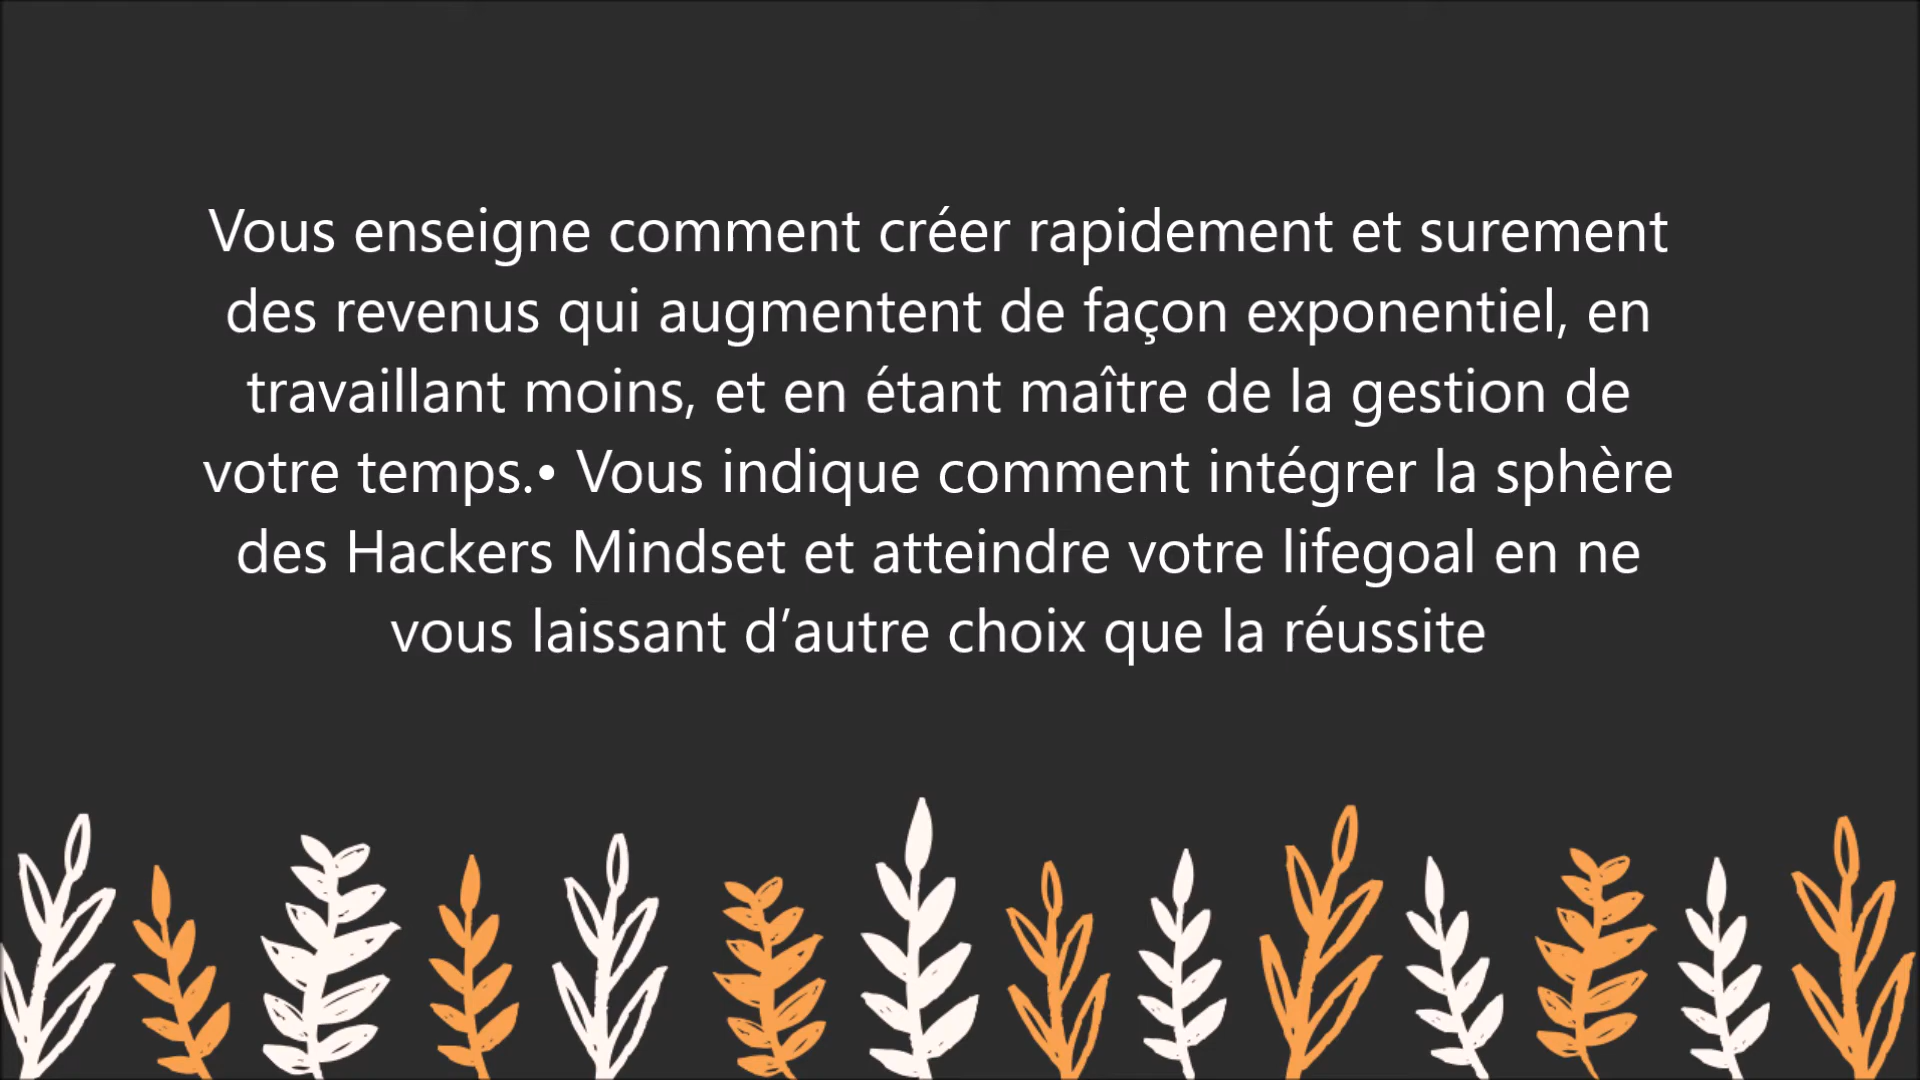 Vous enseigne comment créer rapidement et surement
des revenus qui augmentent de façon exponentiel, en
travaillant moins, et en étant maître de la gestion de
votre temps.• Vous indique comment intégrer la sphère
des Hackers Mindset et atteindre votre lifegoal en ne
vous laissant d’autre choix que la réussite